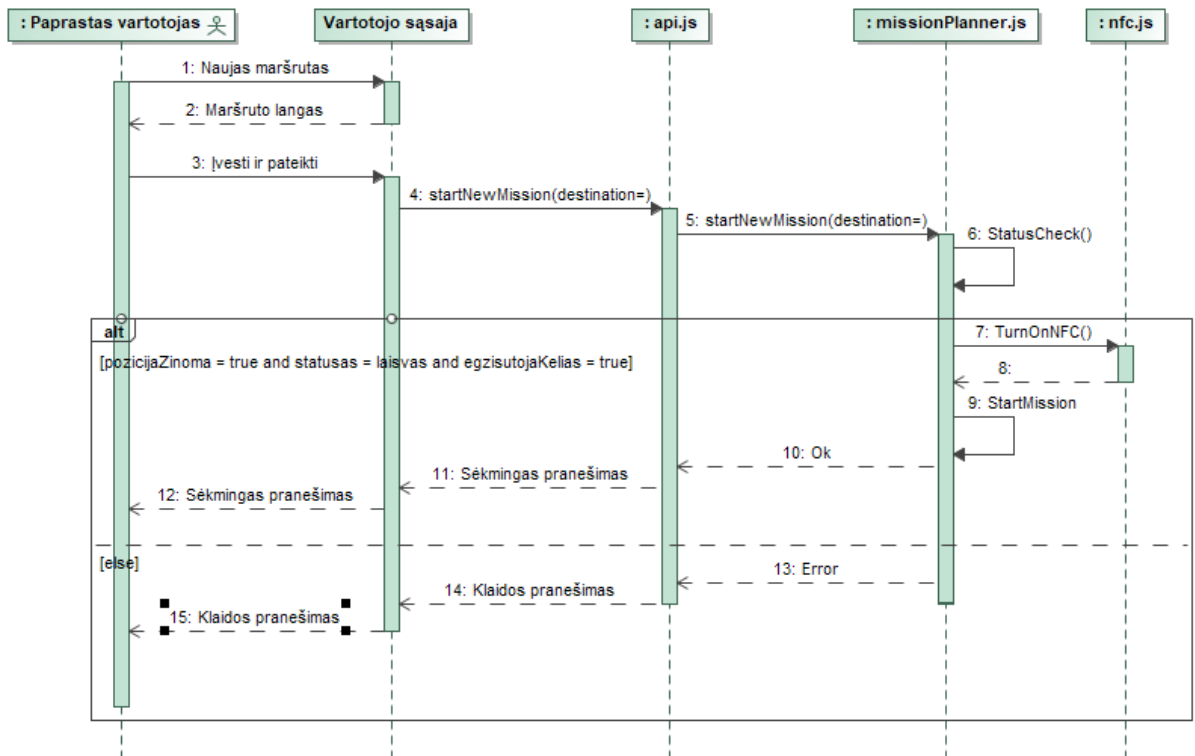 : Paprastas vartotojas
Vartotojo sąsaja
: api.js
: missionPlanner.js
: nfc.js
1: Naujas maršrutas
2: Maršruto langas
3: Įvesti ir pateikti
4: startNewMission(destination=)
5: startNewMission(destination=)
6: StatusCheck()
alt
7: TurnOnNFC()
[pozicijaZinoma = true and statusas = laisvas and egzisutojaKelias = true]
8:
9: StartMission
10: Ok
11: Sėkmingas pranešimas
12: Sėkmingas pranešimas
[else]
13: Error
14: Klaidos pranešimas
15: Klaidos pranešimas